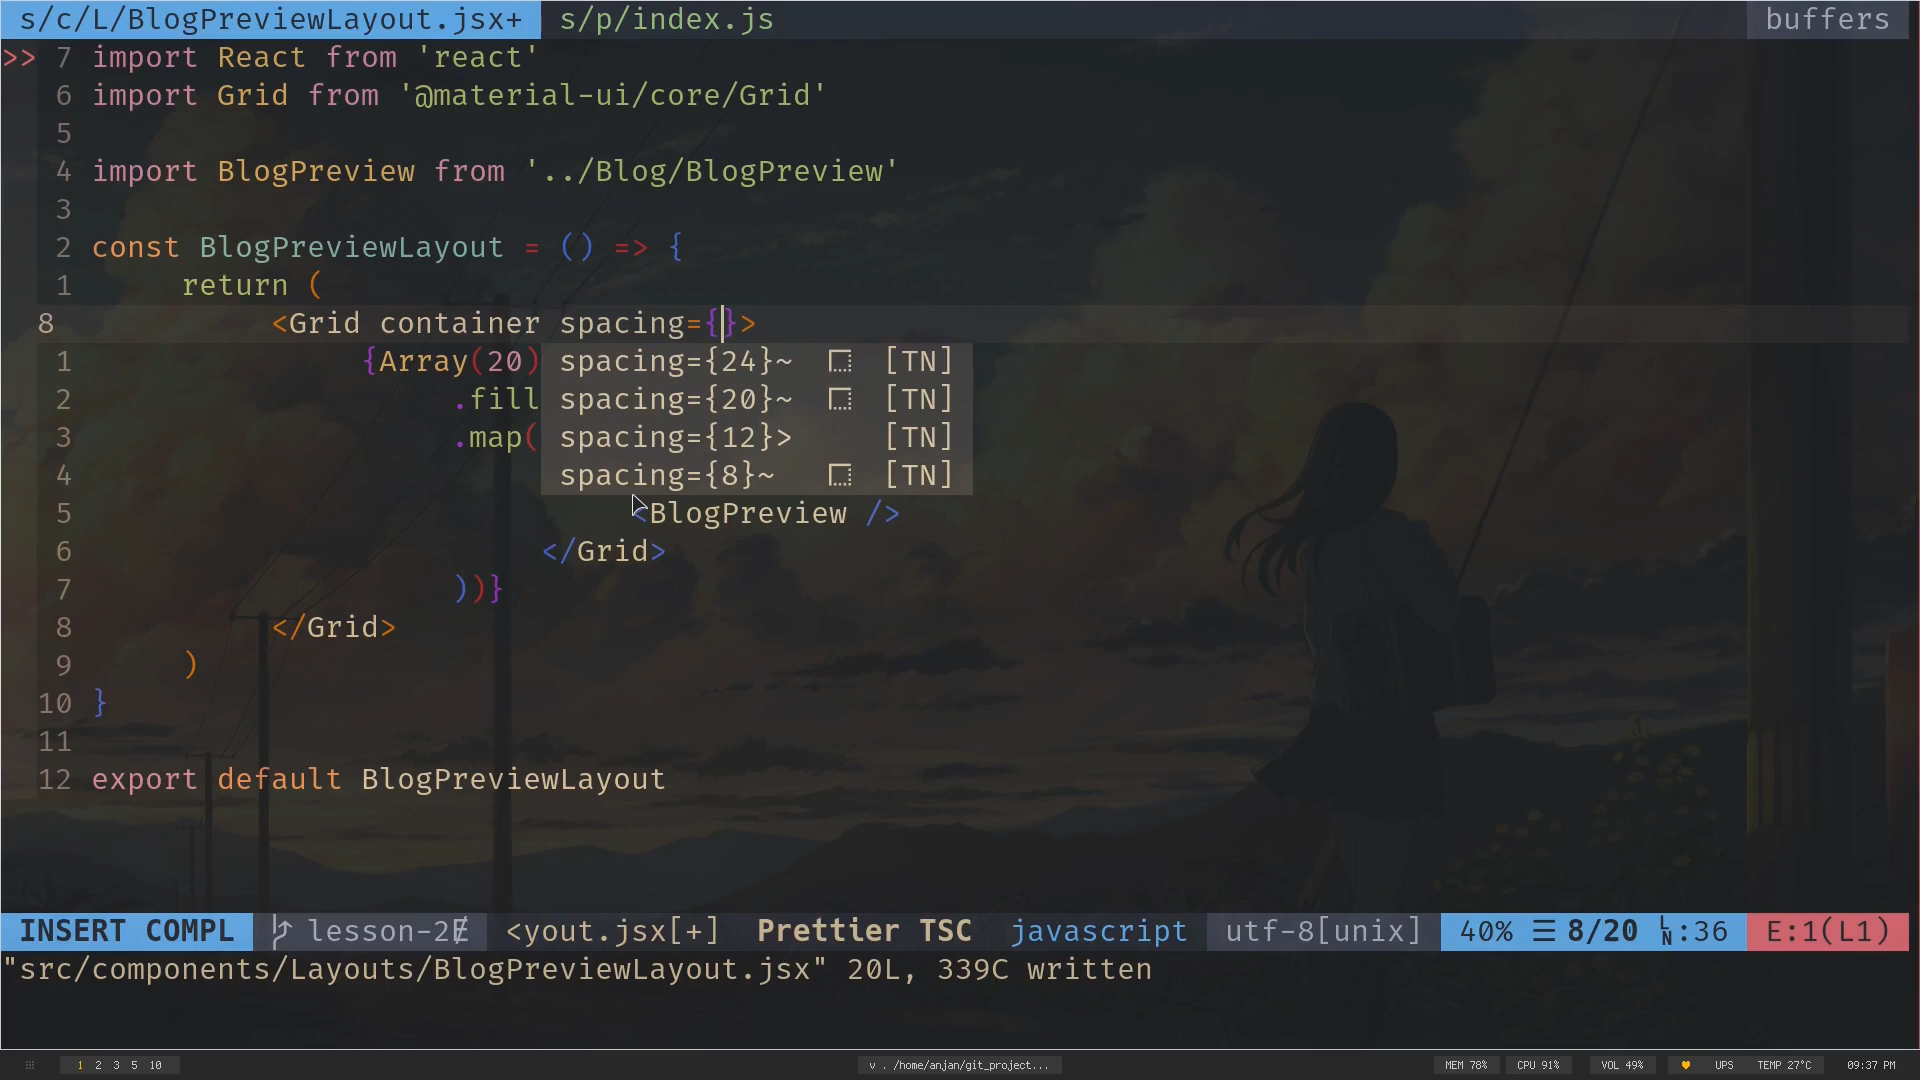 s/c/L/BlogPreviewLayout.jsx+ s/p/index.js buffers
>> 7 import React from 'react'
6 import Grid from '@material-ui/core/Grid'
5
4 import BlogPreview from '../Blog/BlogPreview'
3
2 const BlogPreviewLayout = () => {
1 return (
8 <Grid container spacing={}>
1 {Array(20) spacing={24}~ [TN]
2 .fill spacing={20}~ [TN]
3 .map( spacing={12}> [TN]
4 spacing={8}~ [TN]
5 <BlogPreview />
6 </Grid>
7 ))}
8 </Grid>
9 )
10 }
11
12 export default BlogPreviewLayout
INSERT COMPL lesson-2 <yout.jsx[+] Prettier TSC javascript utf-8[unix] 40% ☰ 8/20 LN:36 E:1(L1)
"src/components/Layouts/BlogPreviewLayout.jsx" 20L, 339C written
1 2 3 5 10 v . /home/anjan/git_project... MEM 78% CPU 91% VOL 49% UPS TEMP 27°C 09:37 PM